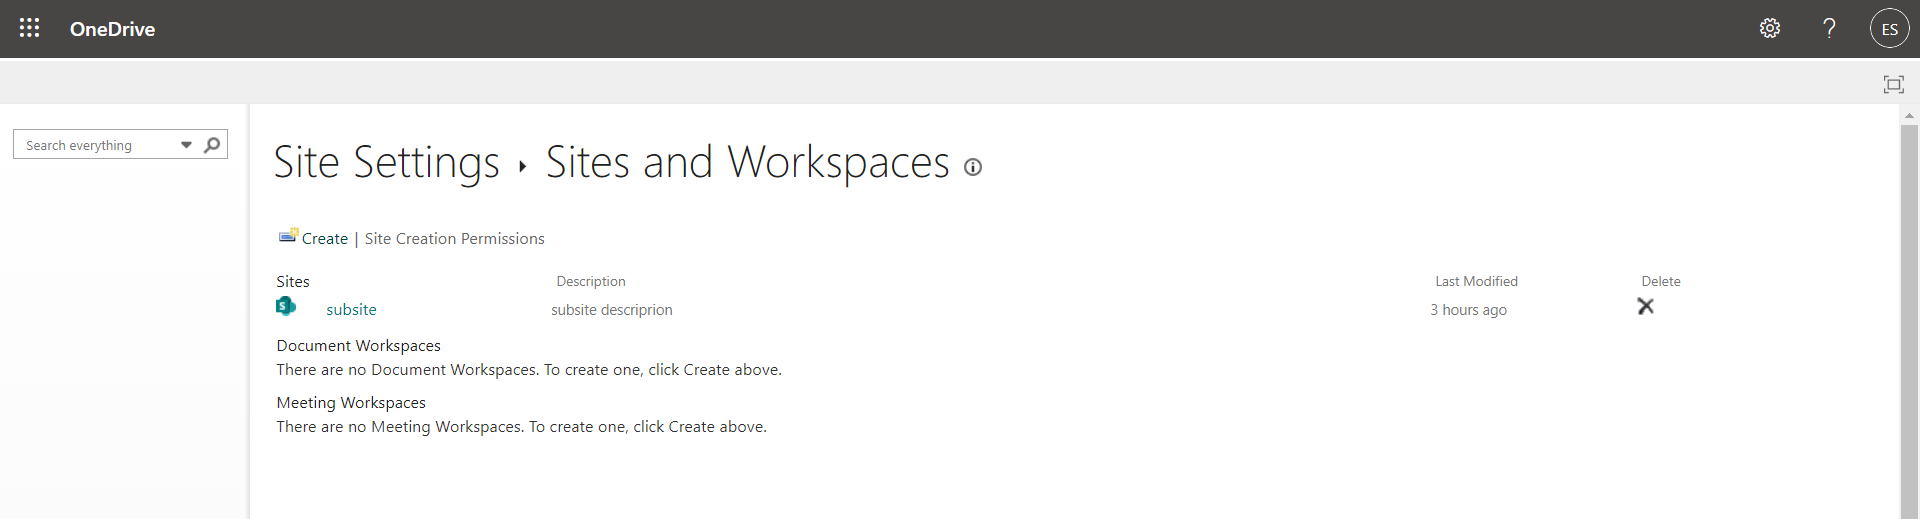 OneDrive
?
ES
Search everything
Site Settings Sites and Workspaces
Create | Site Creation Permissions
Sites Description Last Modified Delete
S subsite subsite descriprion 3 hours ago
Document Workspaces
There are no Document Workspaces. To create one, click Create above.
Meeting Workspaces
There are no Meeting Workspaces. To create one, click Create above.